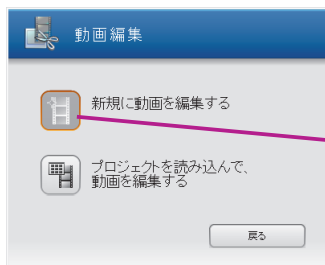 動画編集
新規に動画を編集する
プロジェクトを読み込んで、
動画を編集する
戻る